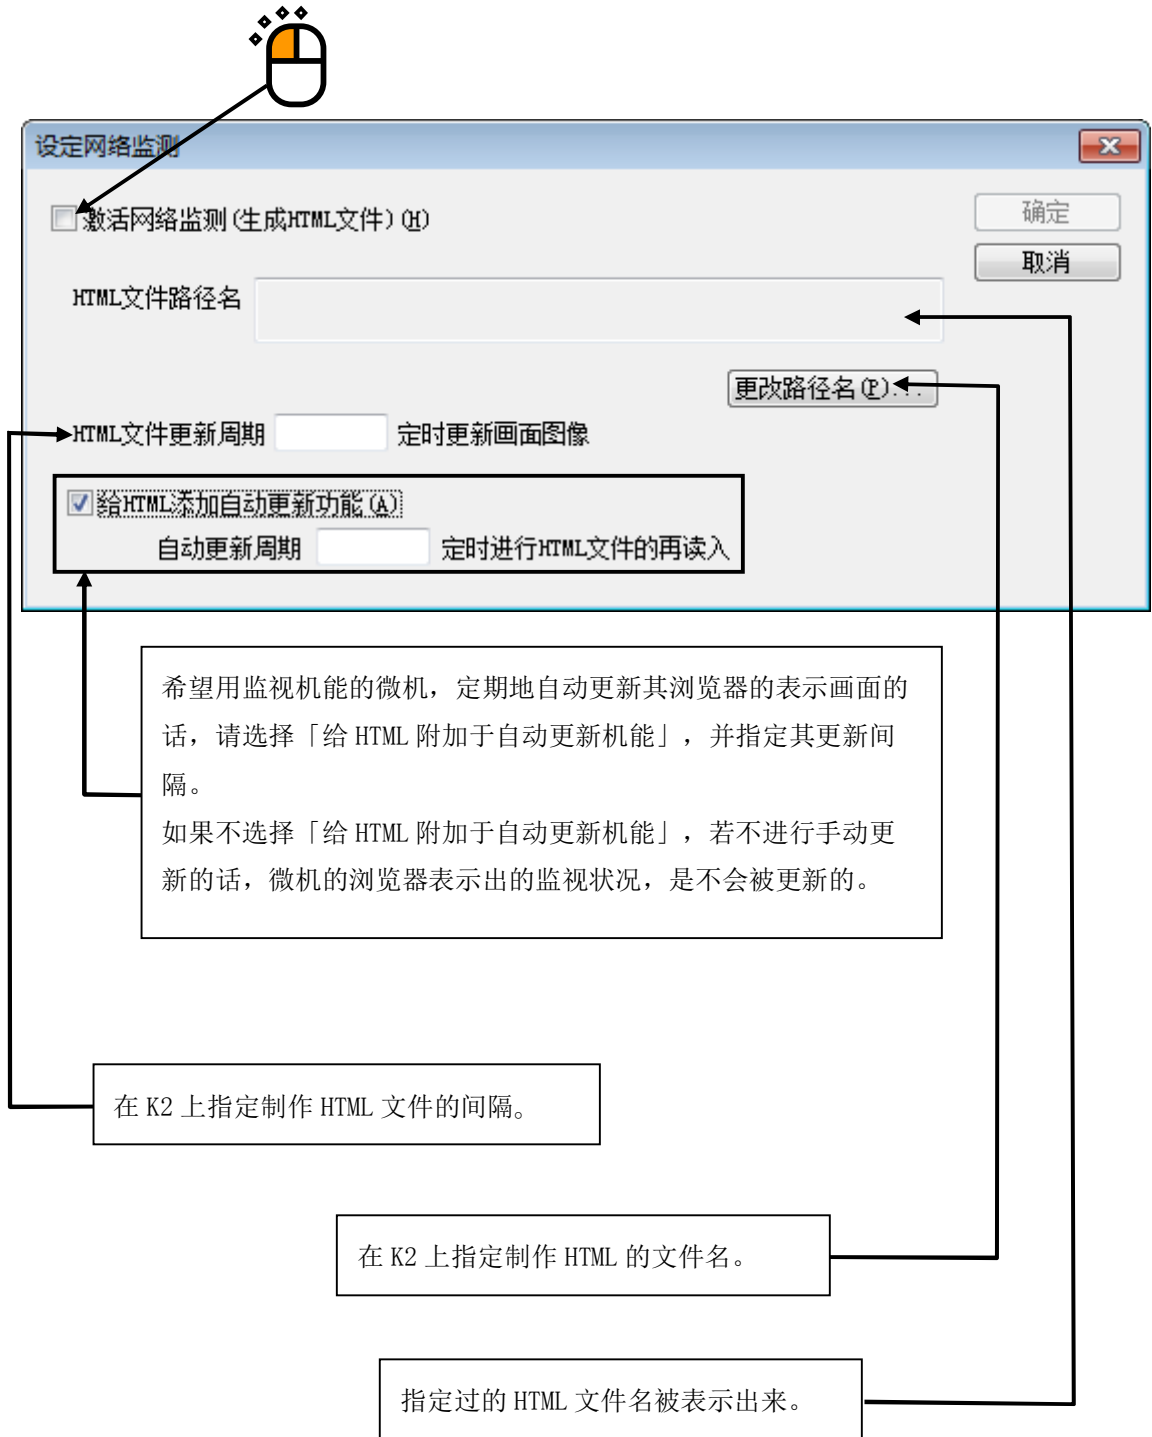 设定网络监测
激活网络监测(生成HTML文件)(H)
确定
取消
HTML文件路径名
更改路径名(P)...
HTML文件更新周期 定时更新画面图像
给HTML添加自动更新功能(A)
自动更新周期 定时进行HTML文件的再读入
希望用监视机能的微机，定期地自动更新其浏览器的表示画面的
话，请选择「给 HTML 附加于自动更新机能」，并指定其更新间
隔。
如果不选择「给 HTML 附加于自动更新机能」，若不进行手动更
新的话，微机的浏览器表示出的监视状况，是不会被更新的。
在 K2 上指定制作 HTML 文件的间隔。
在 K2 上指定制作 HTML 的文件名。
指定过的 HTML 文件名被表示出来。